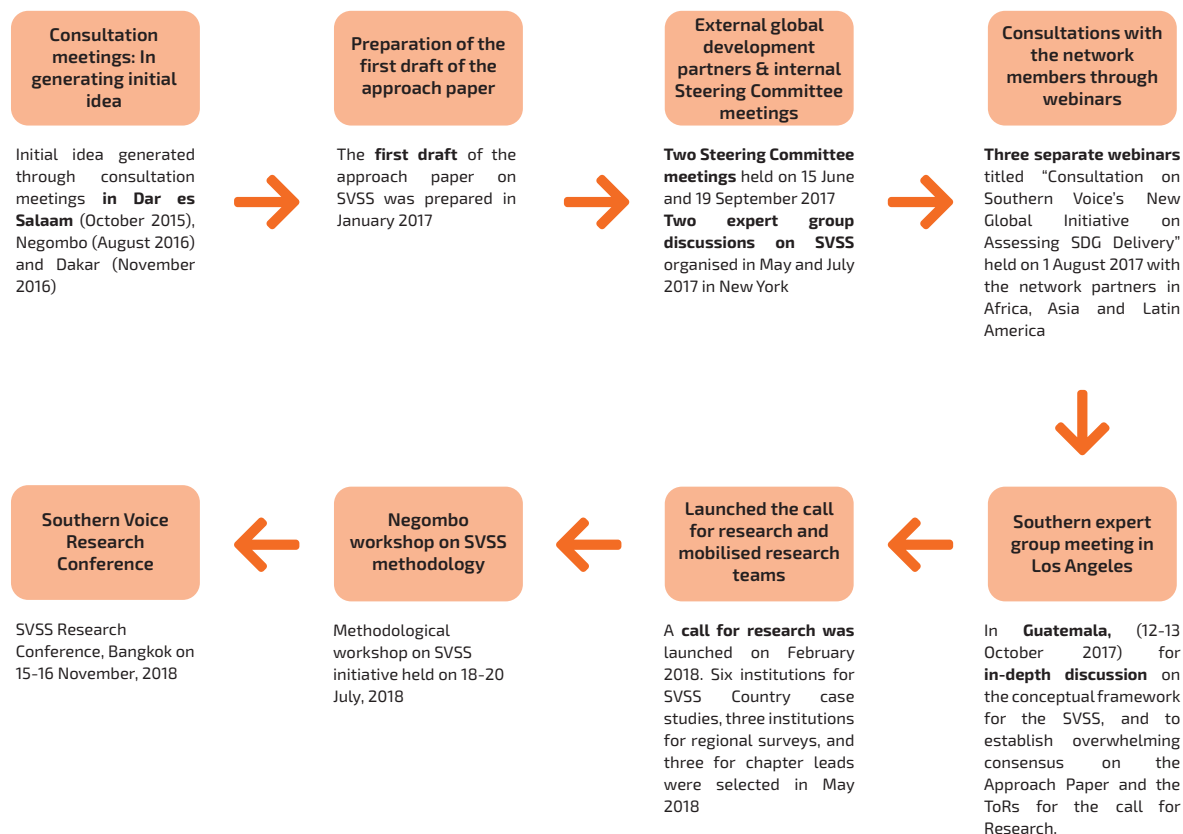 Consultation
meetings: In
generating initial
idea
Initial idea generated
through consultation
meetings in Dar es
Salaam (October 2015),
Negombo (August 2016)
and Dakar (November
2016)
Preparation of the
first draft of the
approach paper
The first draft of the
approach paper on
SVSS was prepared in
January 2017
External global
development
partners & internal
Steering Committee
meetings
Two Steering Committee
meetings held on 15 June
and 19 September 2017
Two expert group
discussions on SVSS
organised in May and July
2017 in New York
Consultations with
the network
members through
webinars
Three separate webinars
titled “Consultation on
Southern Voice’s New
Global Initiative on
Assessing SDG Delivery”
held on 1 August 2017 with
the network partners in
Africa, Asia and Latin
America
Southern expert
group meeting in
Los Angeles
In Guatemala, (12-13
October 2017) for
in-depth discussion on
the conceptual framework
for the SVSS, and to
establish overwhelming
consensus on the
Approach Paper and the
ToRs for the call for
Research.
Launched the call
for research and
mobilised research
teams
A call for research was
launched on February
2018. Six institutions for
SVSS Country case
studies, three institutions
for regional surveys, and
three for chapter leads
were selected in May
2018
Negombo
workshop on SVSS
methodology
Methodological
workshop on SVSS
initiative held on 18-20
July, 2018
Southern Voice
Research
Conference
SVSS Research
Conference, Bangkok on
15-16 November, 2018